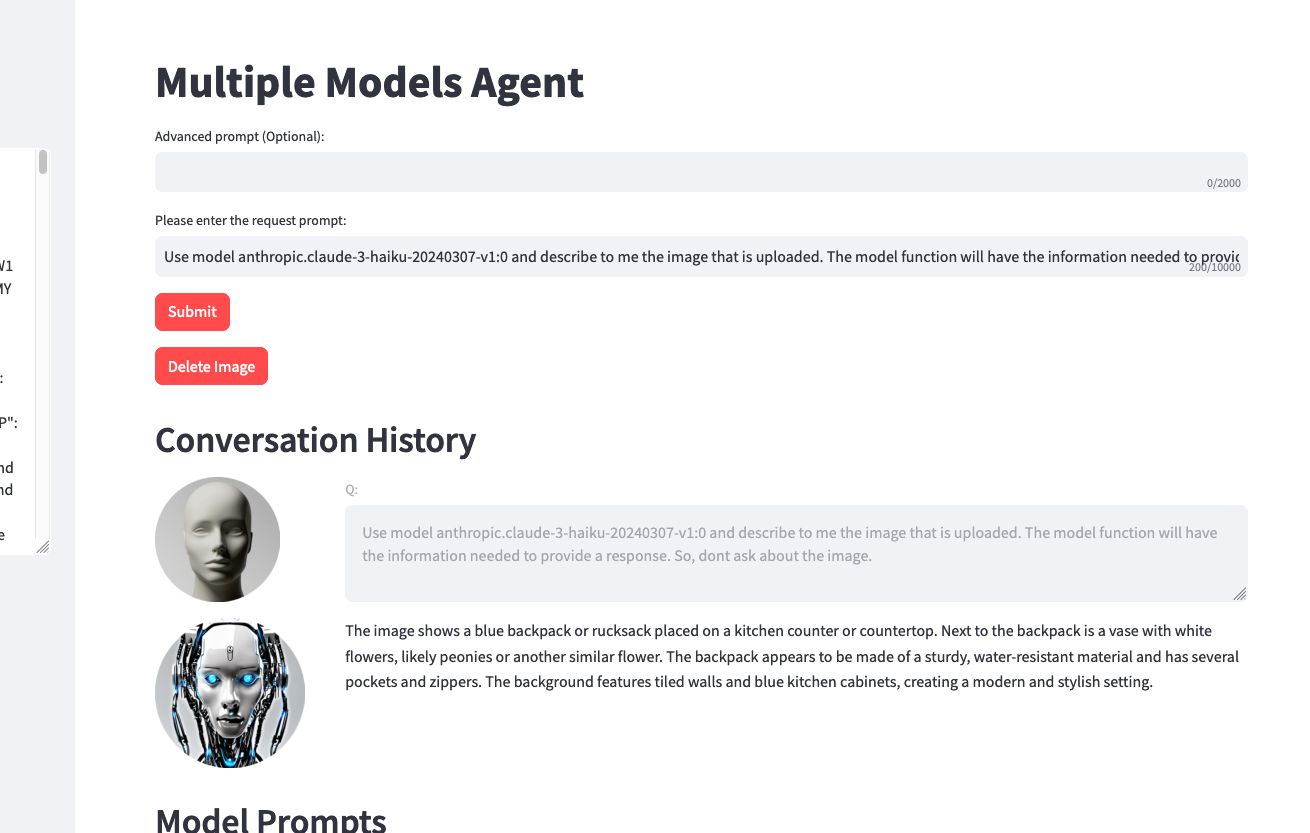 Multiple Models Agent
Advanced prompt (Optional):
0/2000
Please enter the request prompt:
Use model anthropic.claude-3-haiku-20240307-v1:0 and describe to me the image that is uploaded. The model function will have the information needed to
200/10000
Submit
Delete Image
Conversation History
Q:
Use model anthropic.claude-3-haiku-20240307-v1:0 and describe to me the image that is uploaded. The model function will have
the information needed to provide a response. So, dont ask about the image.
The image shows a blue backpack or rucksack placed on a kitchen counter or countertop. Next to the backpack is a vase with white
flowers, likely peonies or another similar flower. The backpack appears to be made of a sturdy, water-resistant material and has several
pockets and zippers. The background features tiled walls and blue kitchen cabinets, creating a modern and stylish setting.
Model Prompts